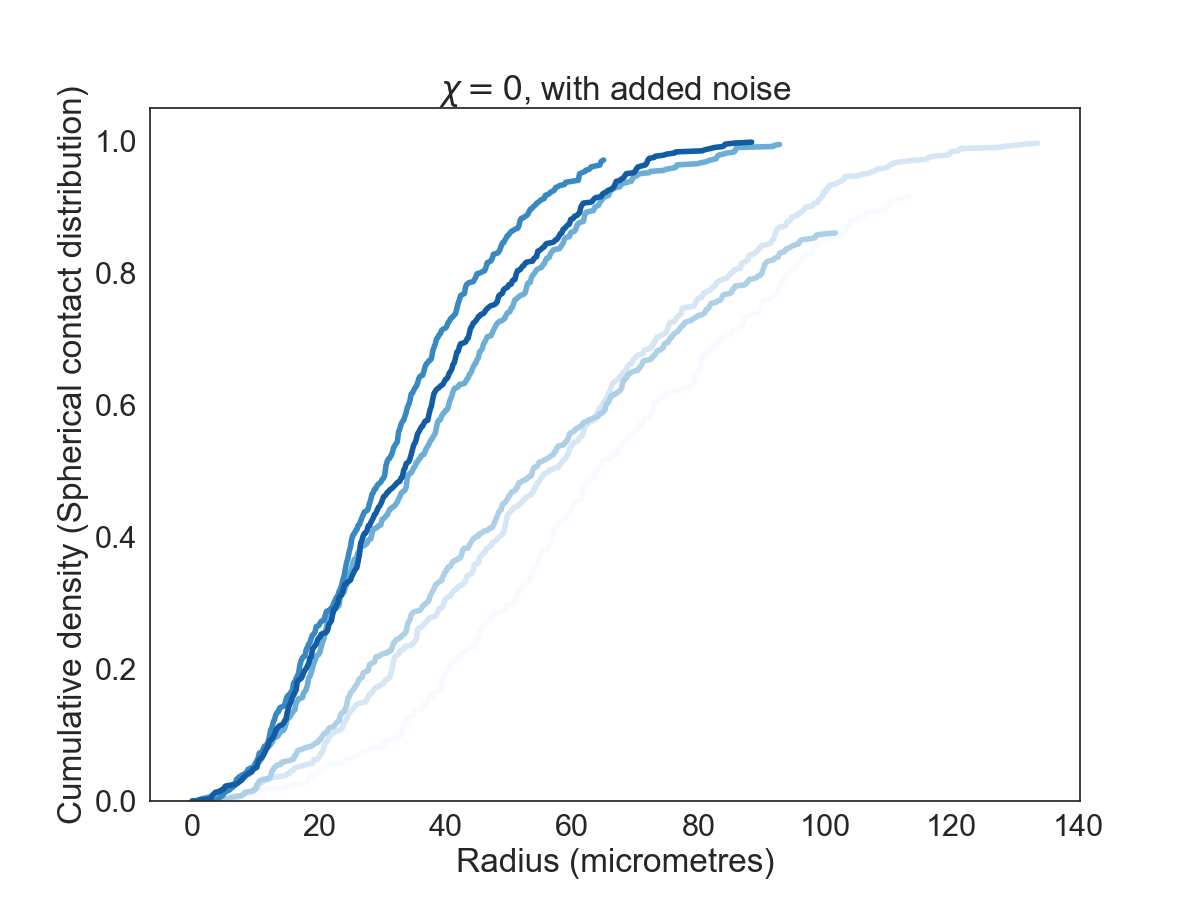 χ = 0, with added noise
Cumulative density (Spherical contact distribution)
1.0
0.8
0.6
0.4
0.2
0.0
0 20 40 60 80 100 120 140
Radius (micrometres)